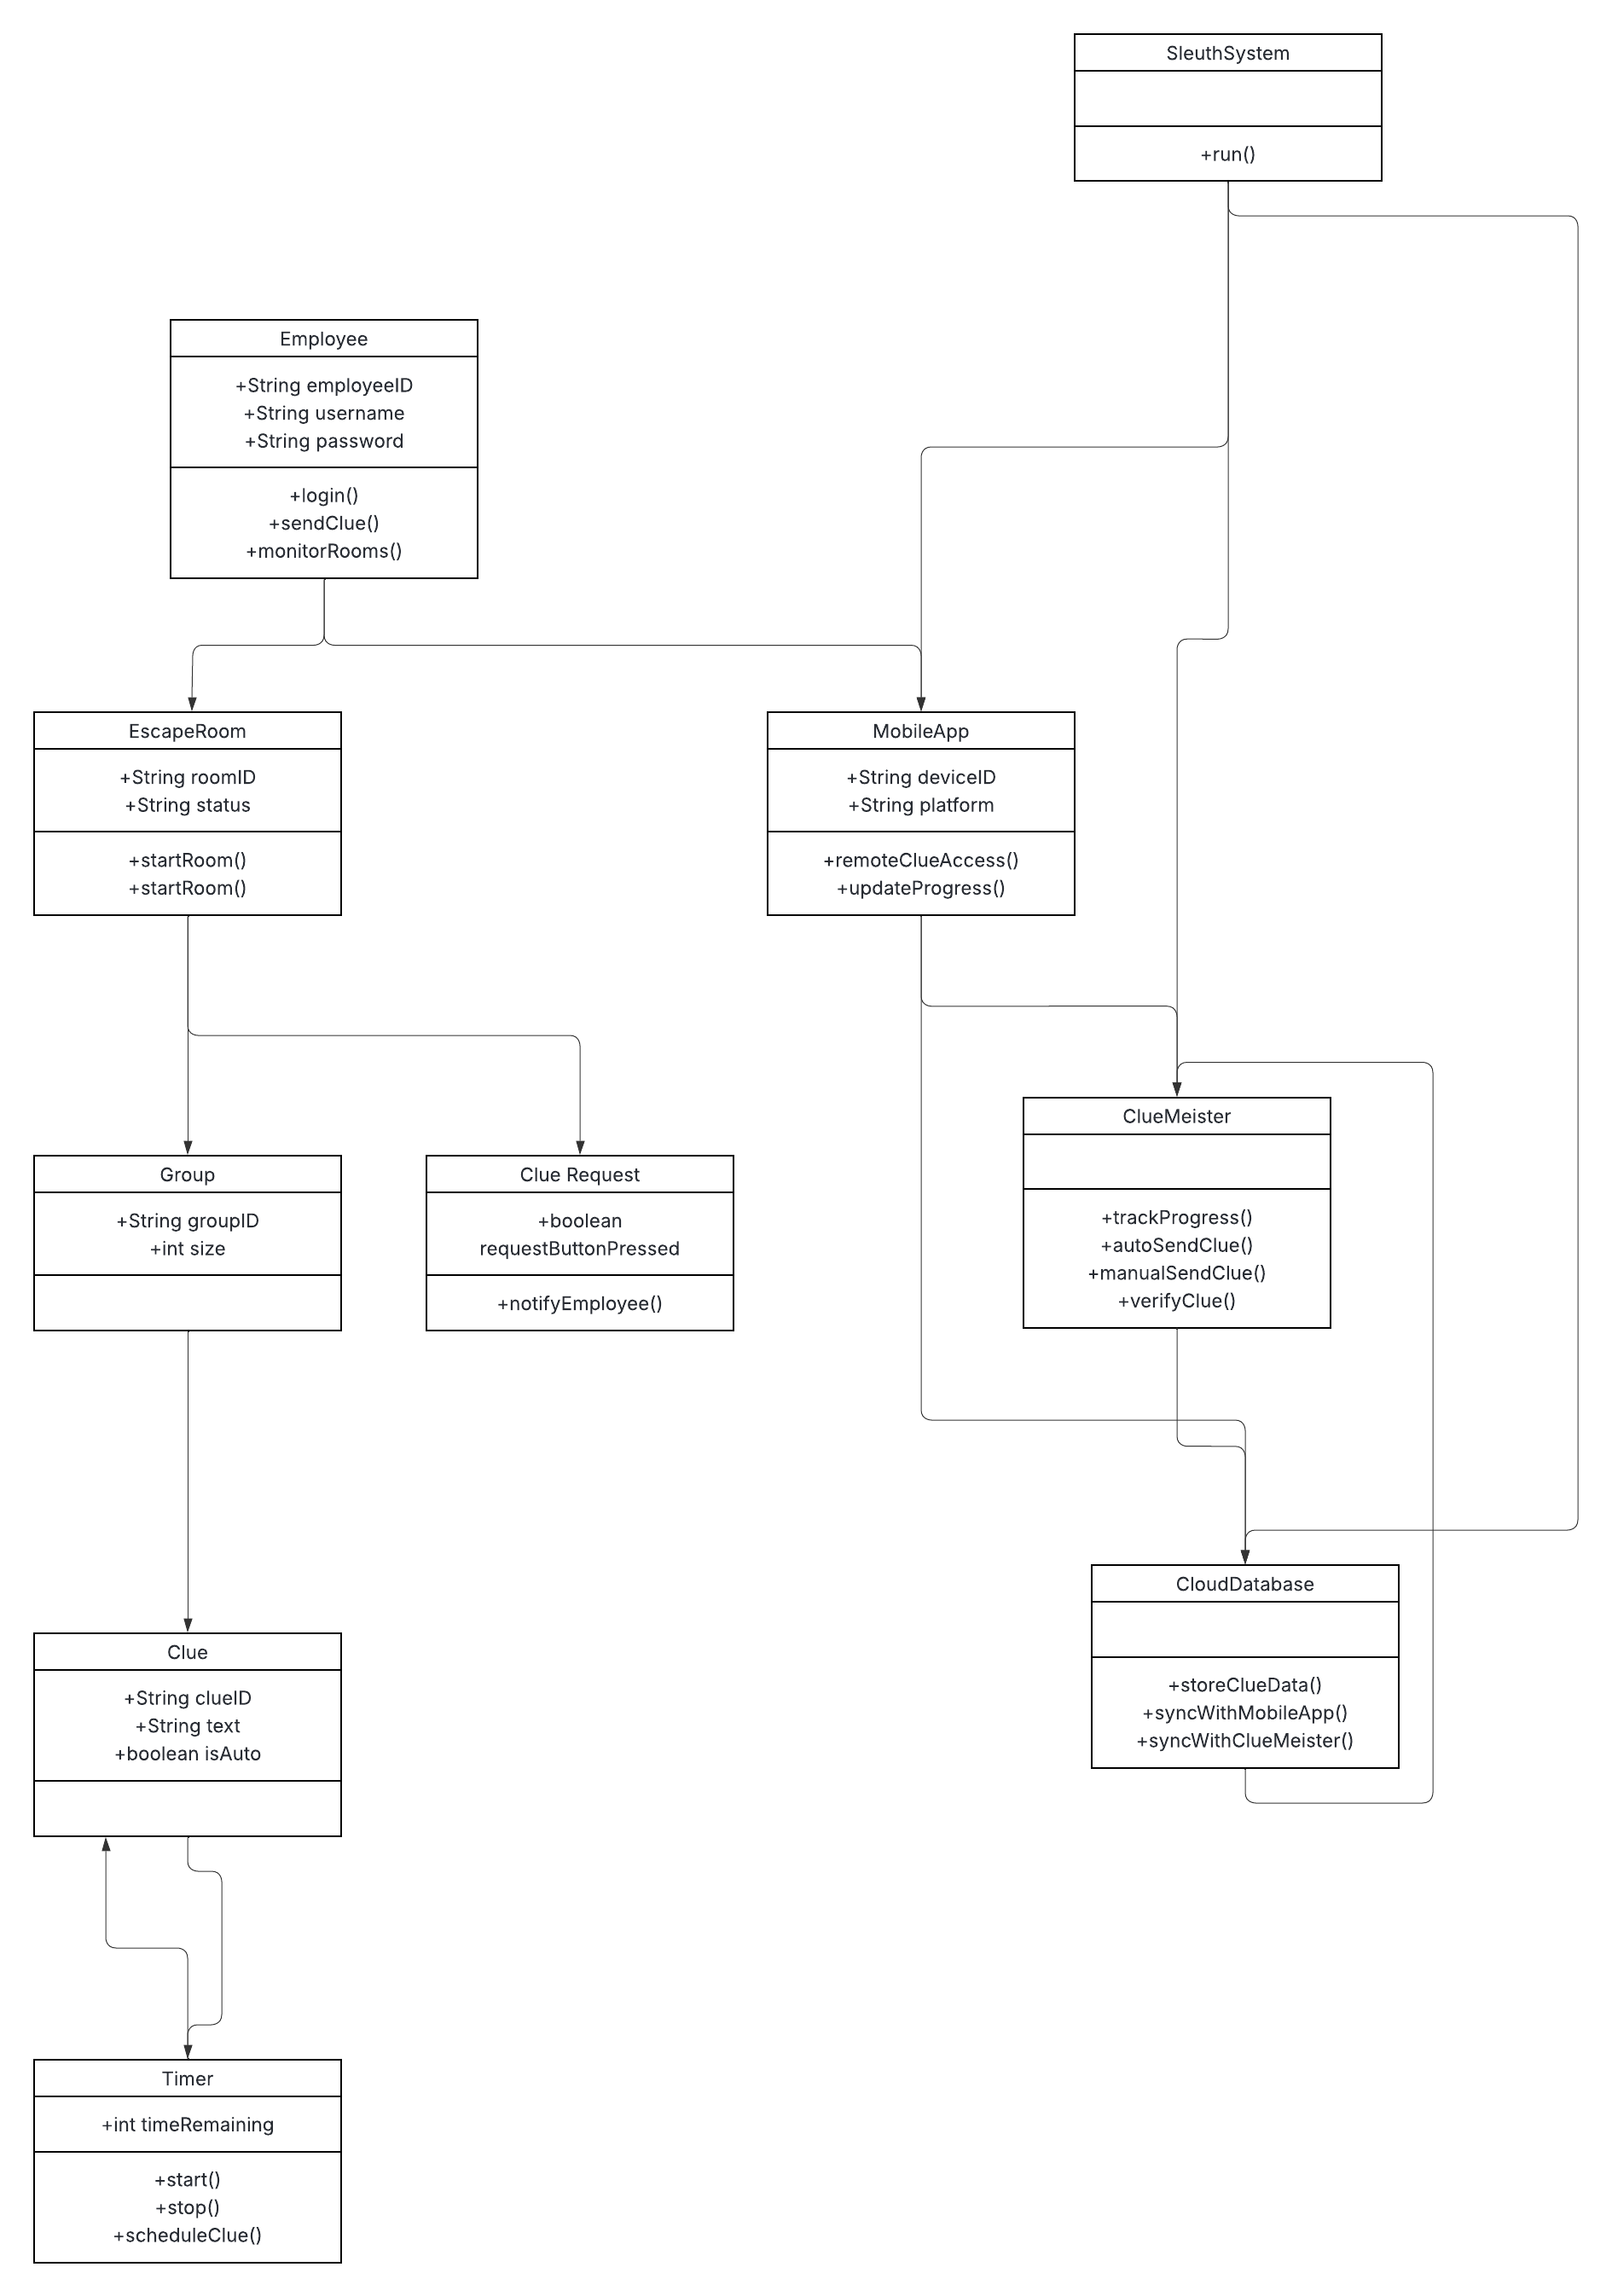 SleuthSystem
+run()
Employee
+String employeeID
+String username
+String password
+login()
+sendClue()
+monitorRooms()
EscapeRoom
+String roomID
+String status
+startRoom()
+startRoom()
MobileApp
+String deviceID
+String platform
+remoteClueAccess()
+updateProgress()
ClueMeister
+trackProgress()
+autoSendClue()
+manualSendClue()
+verifyClue()
Group
+String groupID
+int size
Clue Request
+boolean
requestButtonPressed
+notifyEmployee()
CloudDatabase
+storeClueData()
+syncWithMobileApp()
+syncWithClueMeister()
Clue
+String clueID
+String text
+boolean isAuto
Timer
+int timeRemaining
+start()
+stop()
+scheduleClue()